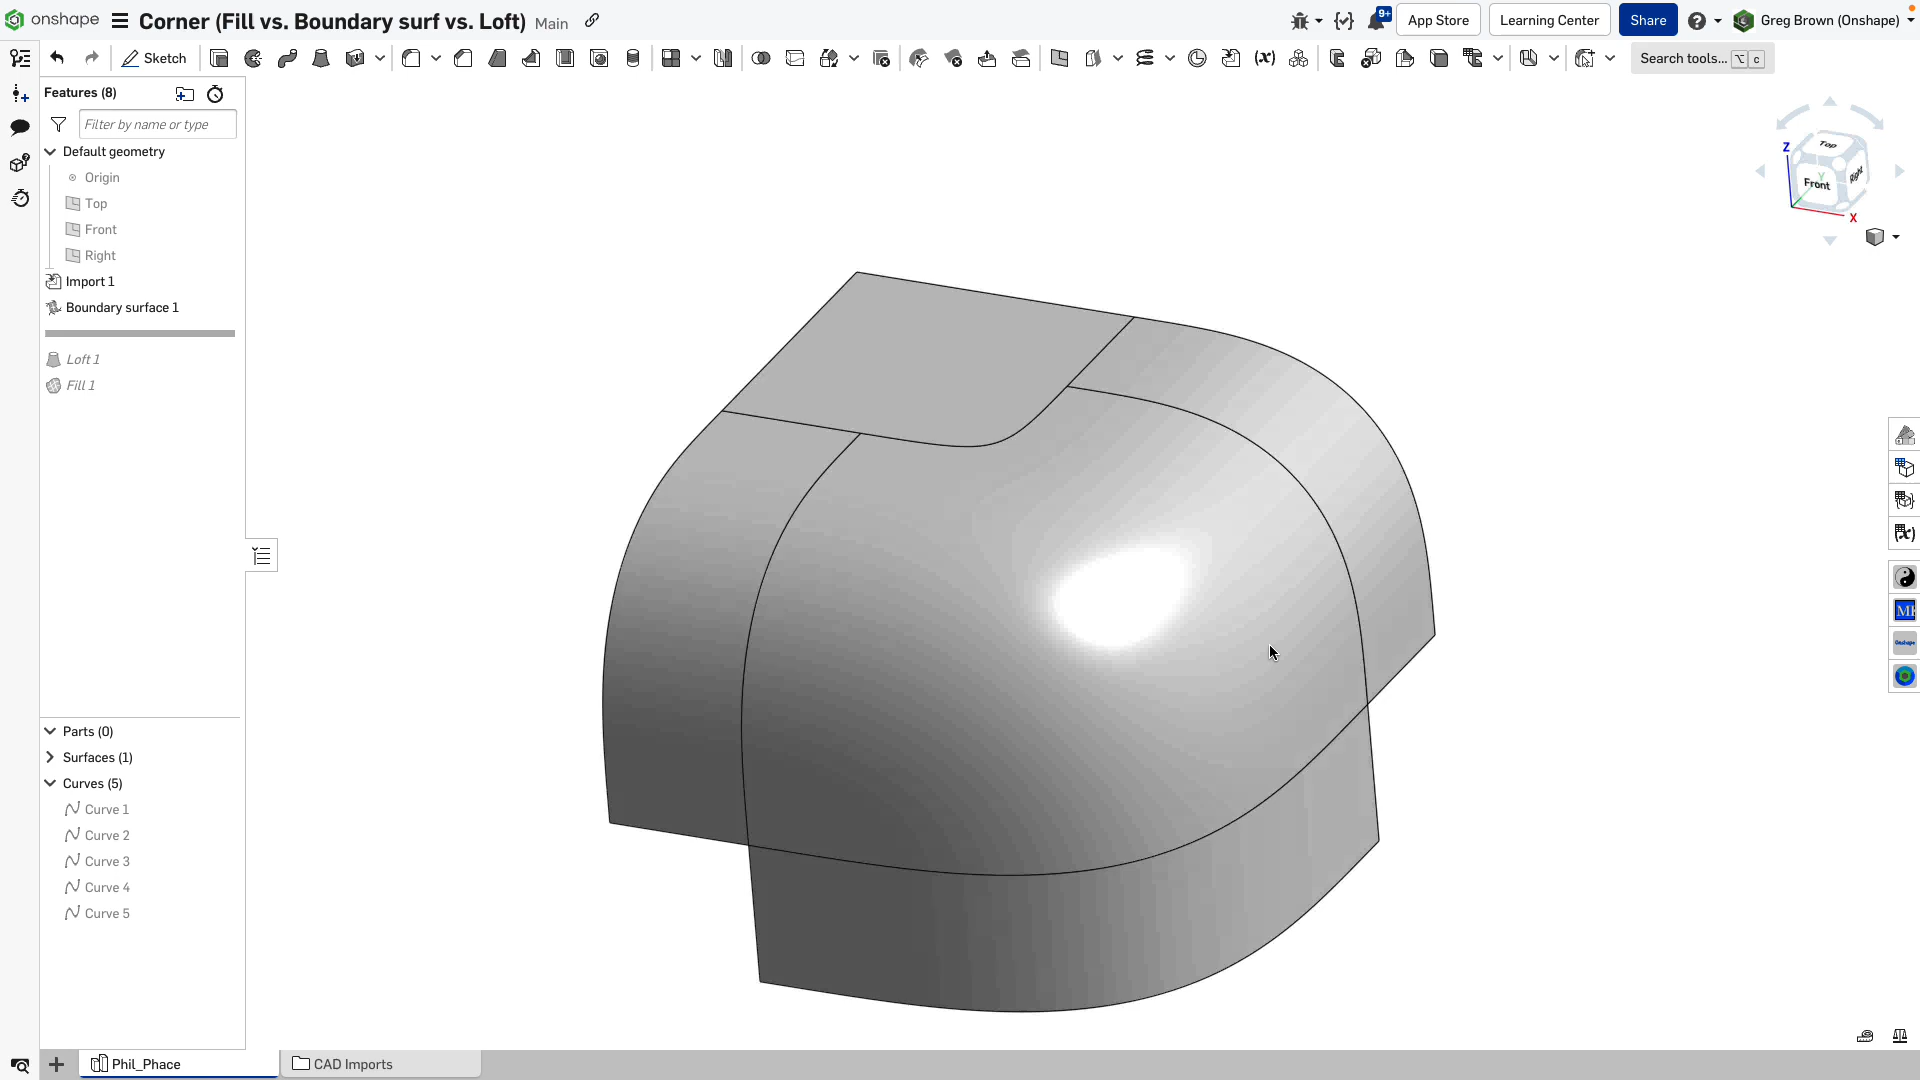 onshape
Corner (Fill vs. Boundary surf vs. Loft) Main
9+
App Store
Learning Center
Share
Greg Brown (Onshape)
Sketch
(x)
Search tools... ⌥ c
Features (8)
Filter by name or type
Default geometry
Origin
Top
Front
Right
Import 1
Boundary surface 1
Loft 1
Fill 1
Top
Front
Right
Z
Y
X
Parts (0)
Surfaces (1)
Curves (5)
Curve 1
Curve 2
Curve 3
Curve 4
Curve 5
Phil_Phace
CAD Imports